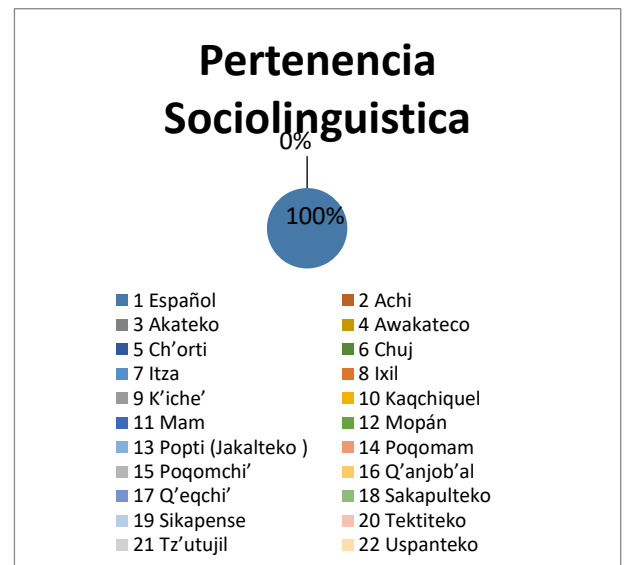 Pertenencia
Sociolinguistica
0%
100%
1 Español
2 Achi
3 Akateko
4 Awakateco
5 Ch’orti
6 Chuj
7 Itza
8 Ixil
9 K’iche’
10 Kaqchiquel
11 Mam
12 Mopán
13 Popti (Jakalteko )
14 Poqomam
15 Poqomchi’
16 Q’anjob’al
17 Q’eqchi’
18 Sakapulteko
19 Sikapense
20 Tektiteko
21 Tz’utujil
22 Uspanteko